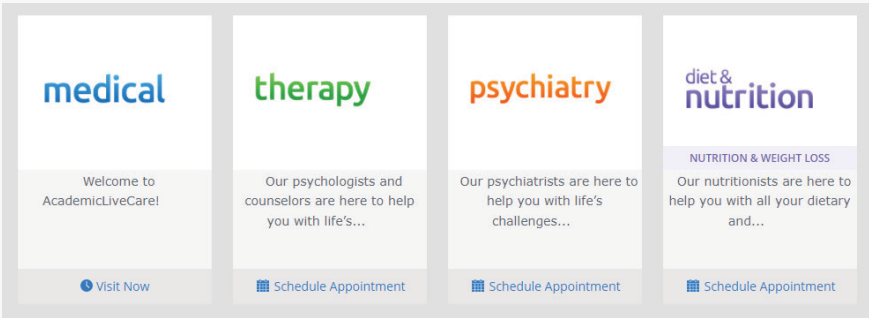 medical
Welcome to
AcademicLiveCare!
Visit Now
therapy
Our psychologists and
counselors are here to help
you with life's...
Schedule Appointment
psychiatry
Our psychiatrists are here to
help you with life's
challenges...
Schedule Appointment
diet &
nutrition
NUTRITION & WEIGHT LOSS
Our nutritionists are here to
help you with all your dietary
and...
Schedule Appointment